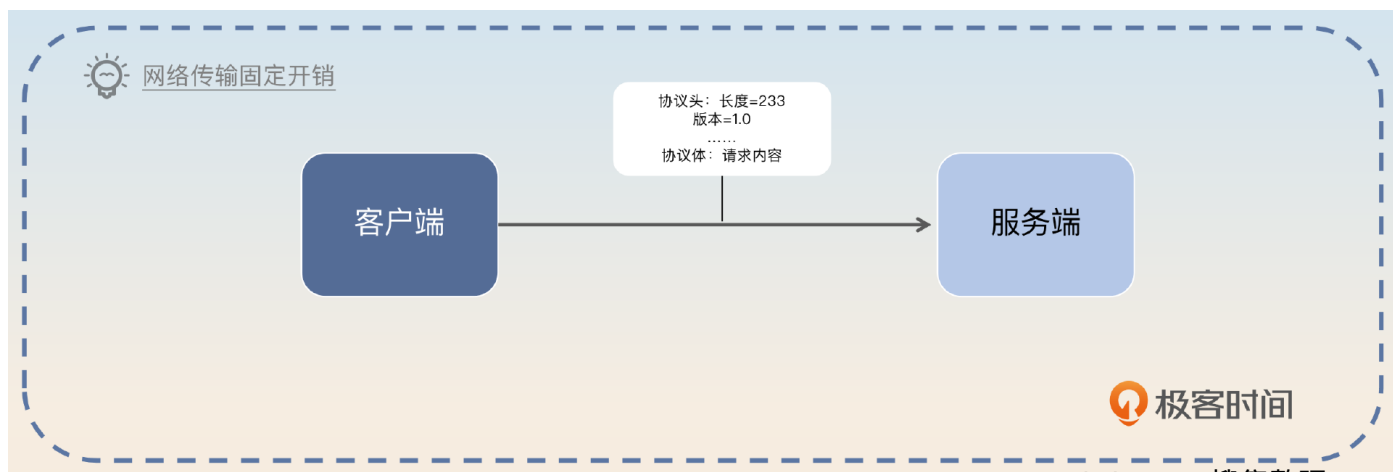 网络传输固定开销
协议头：长度=233
版本=1.0
……
协议体：请求内容
客户端
服务端
极客时间